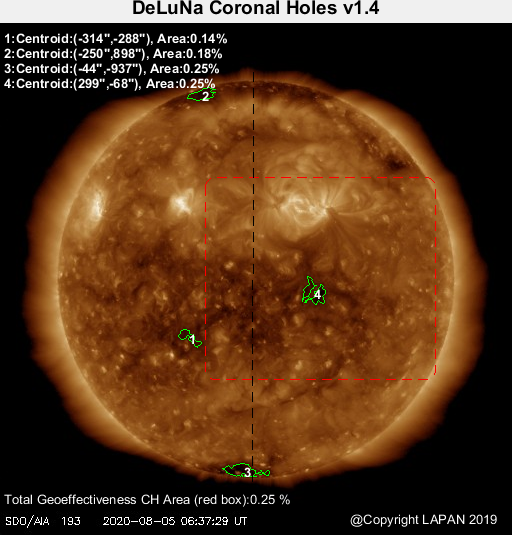 DeLuNa Coronal Holes v1.4
1:Centroid:(-314",-288"), Area:0.14%
2:Centroid:(-250",898"), Area:0.18%
3:Centroid:(-44",-937"), Area:0.25%
4:Centroid:(299",-68"), Area:0.25%
2
4
1
3
Total Geoeffectiveness CH Area (red box):0.25 %
SDO/AIA 193 2020-08-05 06:37:29 UT
@Copyright LAPAN 2019